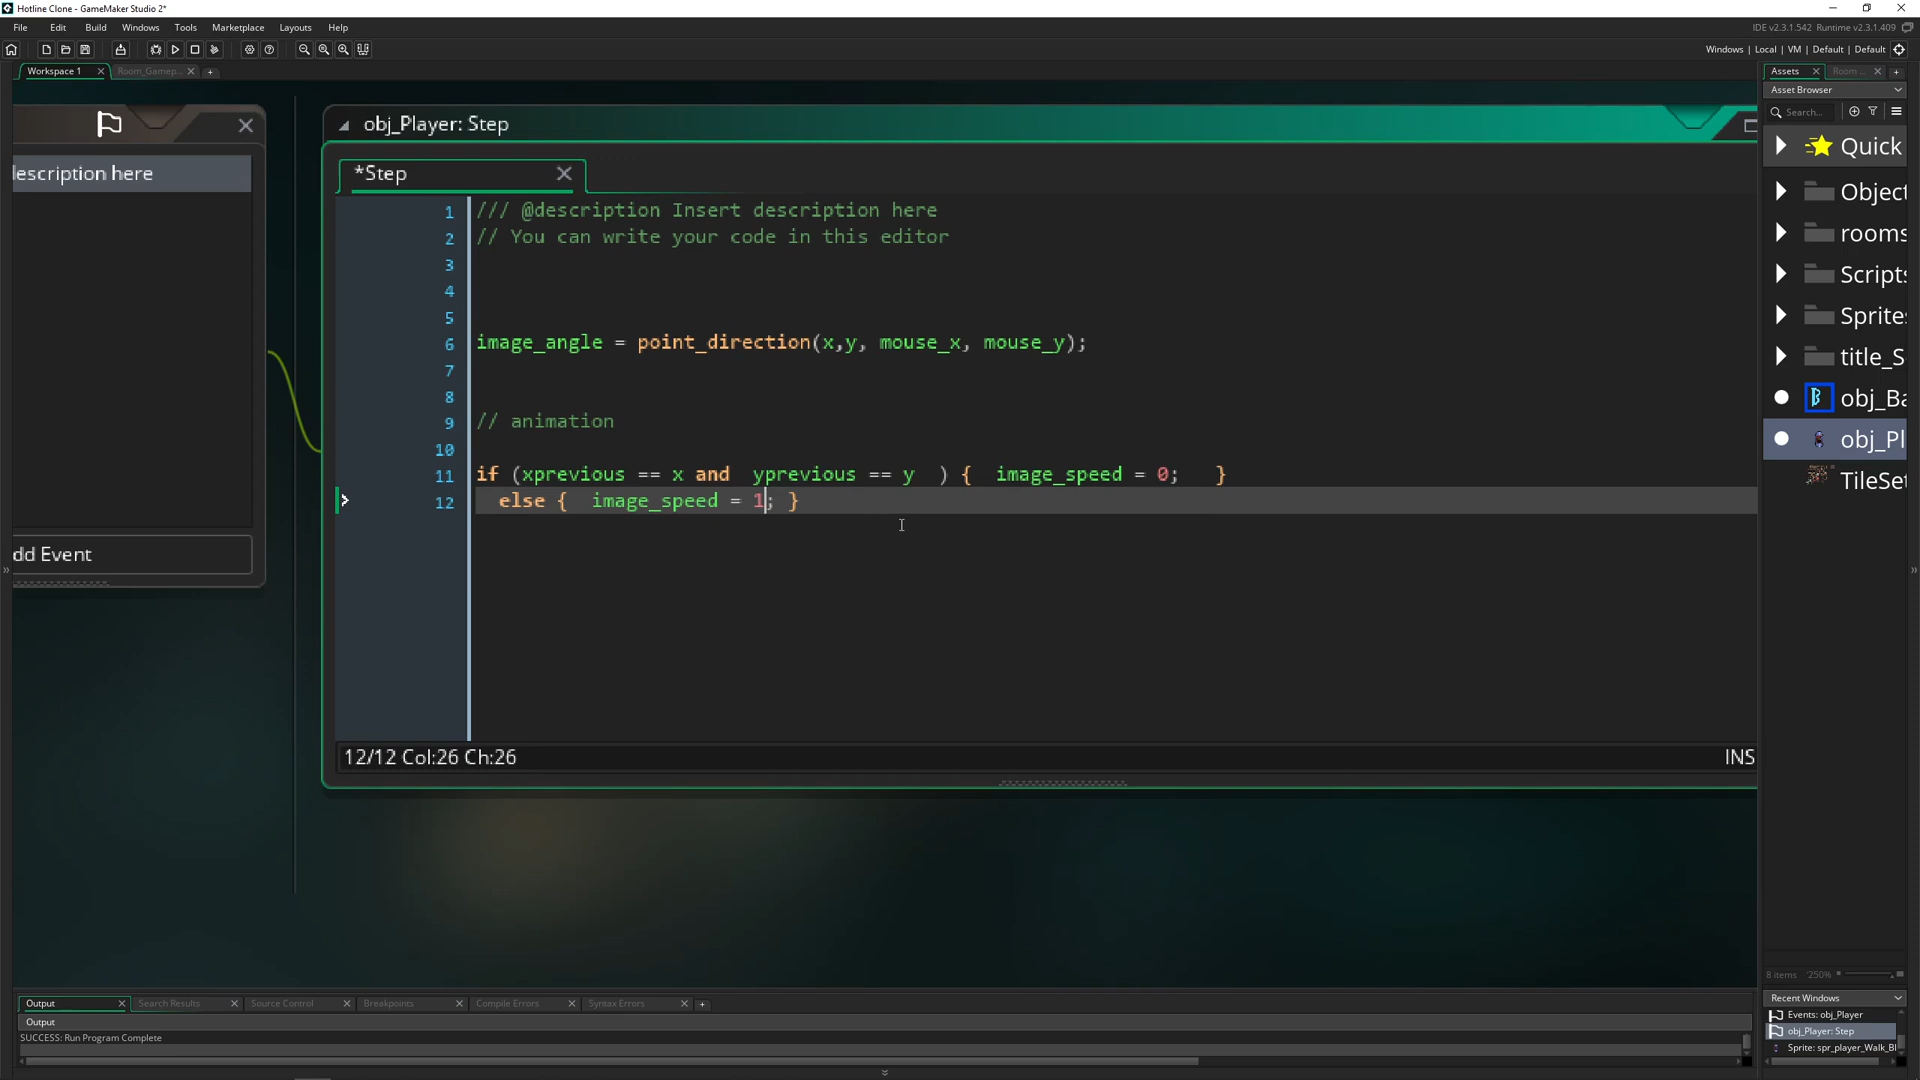 Hotline Clone - GameMaker Studio 2*
File Edit Build Windows Tools Marketplace Layouts Help
IDE v2.3.1.542 Runtime v2.3.1.409
Windows | Local | VM | Default | Default
Workspace 1
Room_Gamep...
Assets
Room ...
Asset Browser
Search...
Quick
Object
rooms
Scripts
Sprites
title_S
obj_Ba
obj_Pl
TileSet
escription here
dd Event
obj_Player: Step
*Step
1 /// @description Insert description here
2 // You can write your code in this editor
3
4
5
6 image_angle = point_direction(x,y, mouse_x, mouse_y);
7
8
9 // animation
10
11 if (xprevious == x and yprevious == y ) { image_speed = 0; }
12 else { image_speed = 1; }
12/12 Col:26 Ch:26
INS
8 items 250%
Recent Windows
Events: obj_Player
obj_Player: Step
Sprite: spr_player_Walk_Bl
Output
Search Results
Source Control
Breakpoints
Compile Errors
Syntax Errors
Output
SUCCESS: Run Program Complete